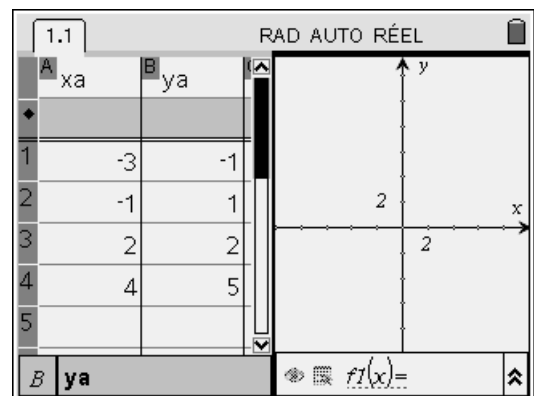 1.1 RAD AUTO RÉEL
A xa B ya
1 -3 -1
2 -1 1
3 2 2
4 4 5
5
B ya
y
2
x
2
f1(x)=